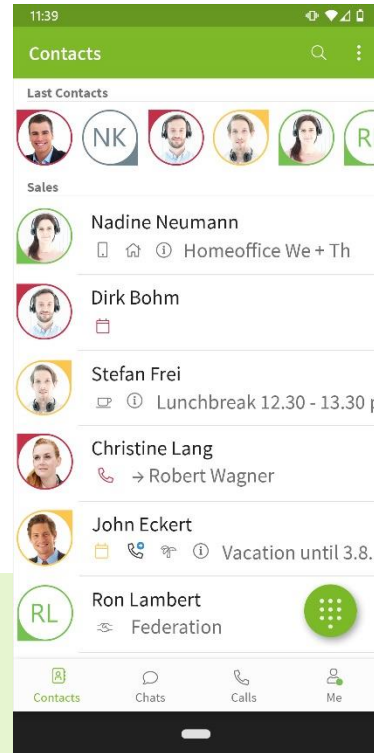 11:39
Contacts
Last Contacts
NK
R
Sales
Nadine Neumann
Homeoffice We + Th
Dirk Bohm
Stefan Frei
Lunchbreak 12.30 - 13.30 p
Christine Lang
→ Robert Wagner
John Eckert
Vacation until 3.8.
RL
Ron Lambert
Federation
Contacts
Chats
Calls
Me